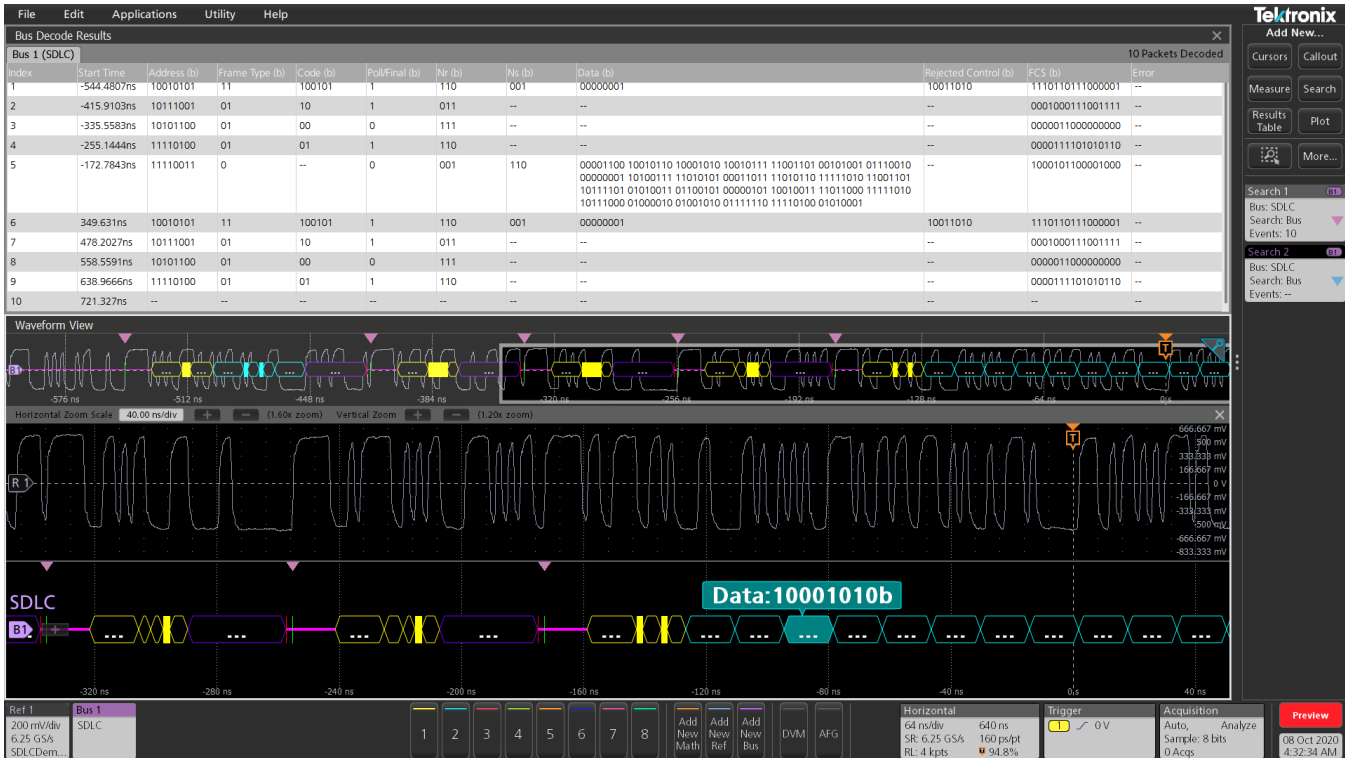 File Edit Applications Utility Help
Tektronix
Add New...
Bus Decode Results
Bus 1 (SDLC)
10 Packets Decoded
Index Start Time Address (b) Frame Type (b) Code (b) Poll/Final (b) Nr (b) Ns (b) Data (b) Rejected Control (b) FCS (b) Error
1 -544.4807ns 10010101 11 100101 1 110 001 00000001 10011010 1110110111000001 --
2 -415.9103ns 10111001 01 10 1 011 -- -- -- 0001000111001111 --
3 -335.5583ns 10101100 01 00 0 111 -- -- -- 0000011000000000 --
4 -255.1444ns 11110100 01 01 1 110 -- -- -- 0000111101010110 --
5 -172.7843ns 11110011 0 -- 0 001 110 00001100 10010110 10001010 10010111 11001101 00101001 01110010 -- 1000101100001000 --
00000001 10100111 11010101 00011011 11010110 11111010 11001101
10111101 01010011 01100101 00000101 10010011 11011000 11111010
10111000 01000010 01001010 01111110 11110100 01010001
6 349.631ns 10010101 11 100101 1 110 001 00000001 10011010 1110110111000001 --
7 478.2027ns 10111001 01 10 1 011 -- -- -- 0001000111001111 --
8 558.5591ns 10101100 01 00 0 111 -- -- -- 0000011000000000 --
9 638.9666ns 11110100 01 01 1 110 -- -- -- 0000111101010110 --
10 721.327ns -- -- -- -- -- -- -- -- -- --
Cursors Callout
Measure Search
Results Table Plot
More...
Search 1 B1
Bus: SDLC
Search: Bus
Events: 10
Search 2 B1
Bus: SDLC
Search: Bus
Events: --
Waveform View
T
B1 ... ... ... ... ... ... ... ... ... ... ... ... ... ... ... ... ... ... ... ...
-576 ns -512 ns -448 ns -384 ns -320 ns -256 ns -192 ns -128 ns -64 ns 0 s
Horizontal Zoom Scale 40.00 ns/div + − (1.60x zoom) Vertical Zoom + − (1.20x zoom)
666.667 mV
T
500 mV
333.333 mV
166.667 mV
R 1
0 V
-166.667 mV
-333.333 mV
-500 mV
-666.667 mV
-833.333 mV
Data:10001010b
SDLC
B1 + ... ... ... ... ... ... ... ... ... ... ... ... ... ... ... ...
-320 ns -280 ns -240 ns -200 ns -160 ns -120 ns -80 ns -40 ns 0 s 40 ns
Ref 1
200 mV/div
6.25 GS/s
SDLCDem...
Bus 1
SDLC
1 2 3 4 5 6 7 8
Add New Math
Add New Ref
Add New Bus
DVM
AFG
Horizontal
64 ns/div 640 ns
SR: 6.25 GS/s 160 ps/pt
RL: 4 kpts 94.8%
Trigger
1 0 V
Acquisition
Auto, Analyze
Sample: 8 bits
0 Acqs
Preview
08 Oct 2020
4:32:34 AM